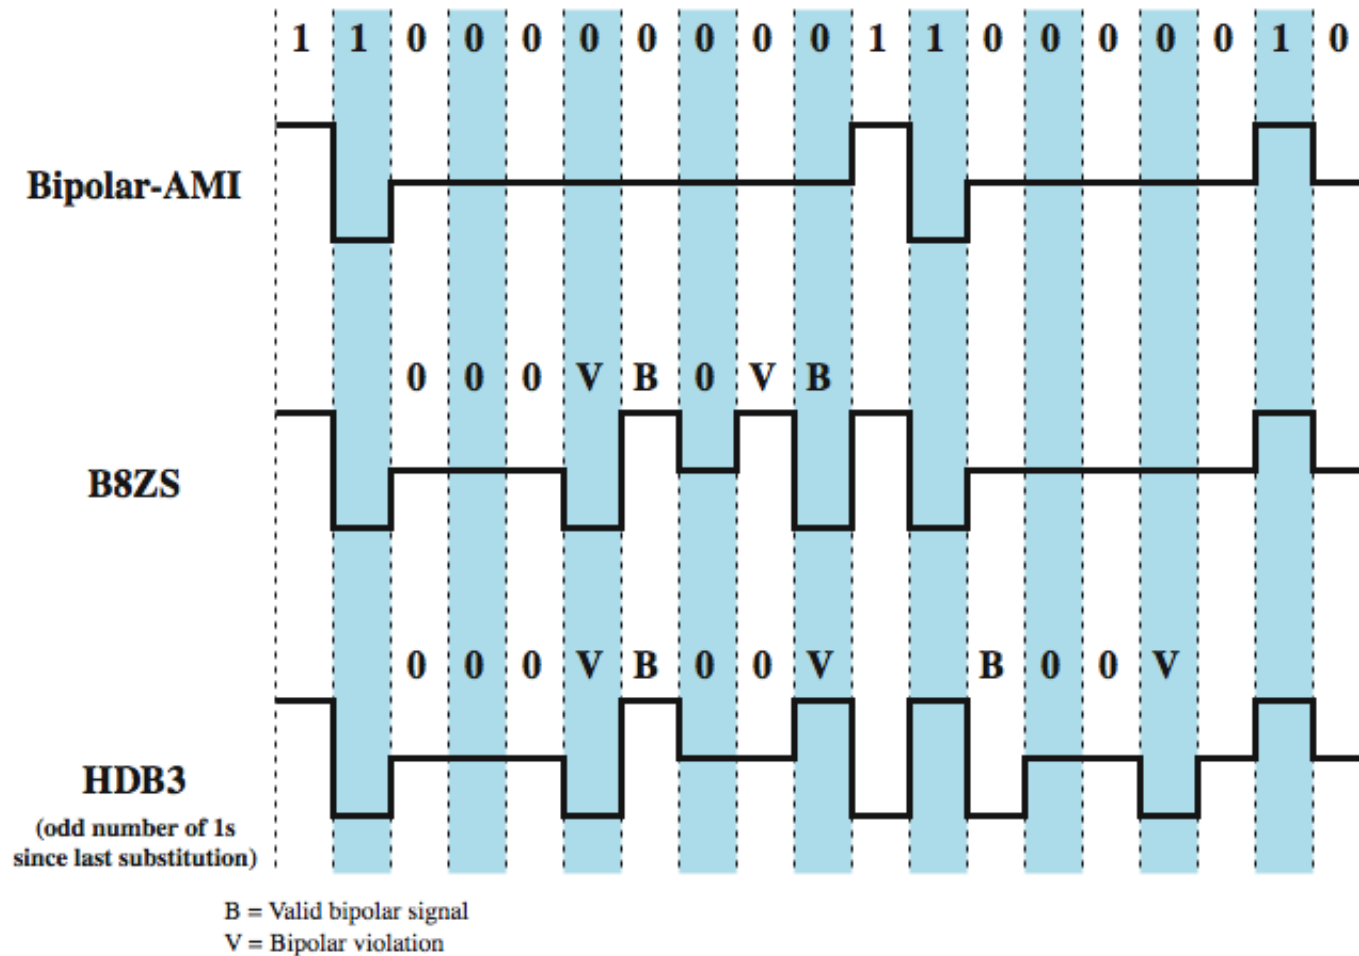 1 1 0 0 0 0 0 0 0 0 1 1 0 0 0 0 0 1 0
Bipolar-AMI
0 0 0 V B 0 V B
B8ZS
0 0 0 V B 0 0 V B 0 0 V
HDB3
(odd number of 1s
since last substitution)
B = Valid bipolar signal
V = Bipolar violation